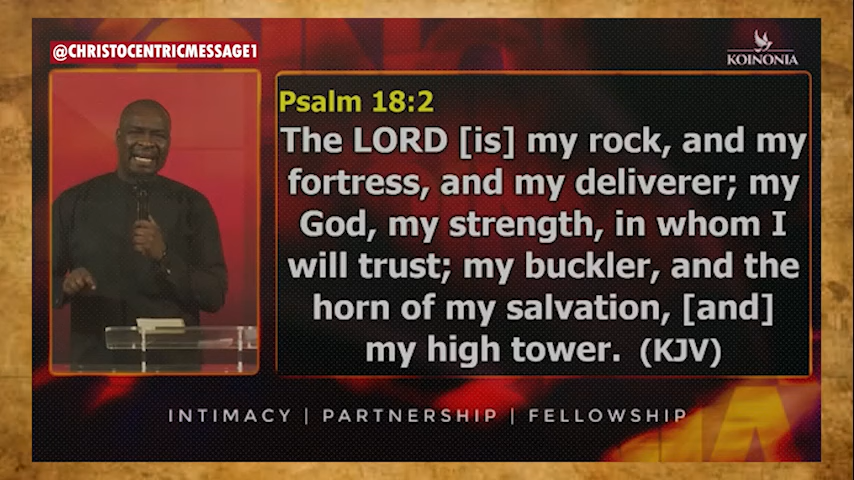 @CHRISTOCENTRICMESSAGE1
KOINONIA
Psalm 18:2
The LORD [is] my rock, and my
fortress, and my deliverer; my
God, my strength, in whom I
will trust; my buckler, and the
horn of my salvation, [and]
my high tower. (KJV)
INTIMACY | PARTNERSHIP | FELLOWSHIP